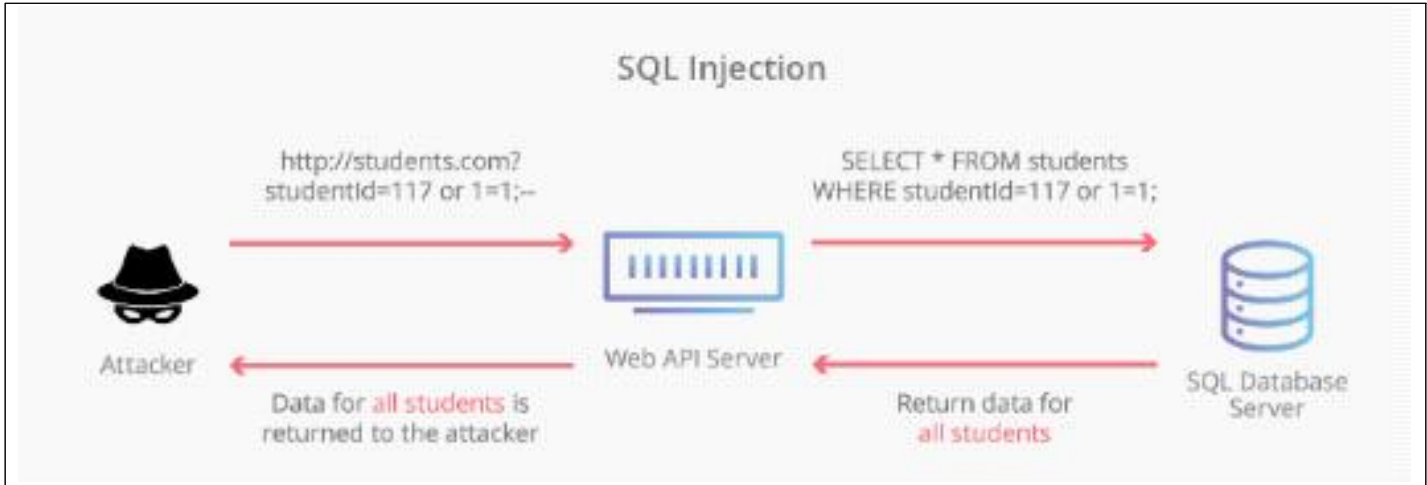 SQL Injection
http://students.com?
studentId=117 or 1=1;--
SELECT * FROM students
WHERE studentId=117 or 1=1;
Attacker
Web API Server
SQL Database
Server
Data for all students is
returned to the attacker
Return data for
all students